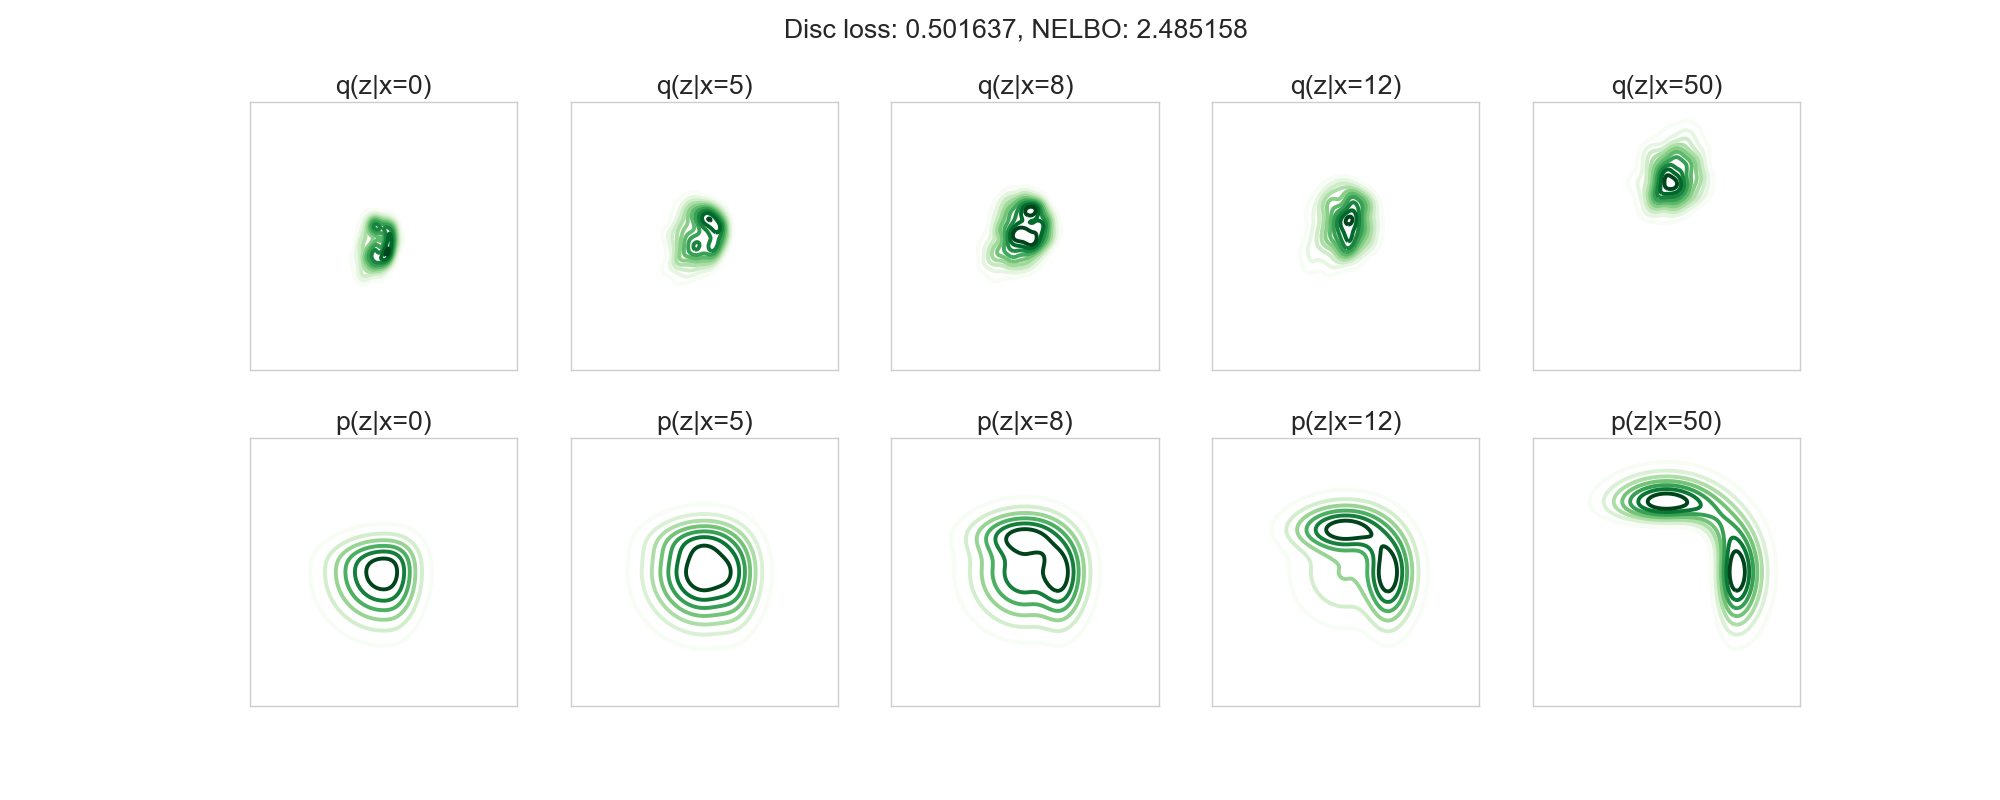 Disc loss: 0.501637, NELBO: 2.485158
q(z|x=0) q(z|x=5) q(z|x=8) q(z|x=12) q(z|x=50)
p(z|x=0) p(z|x=5) p(z|x=8) p(z|x=12) p(z|x=50)